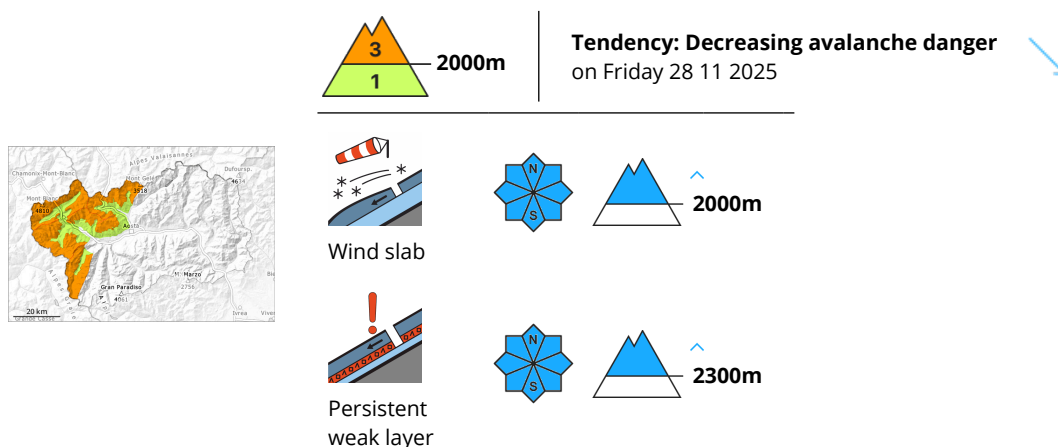 3
2000m
1
Tendency: Decreasing avalanche danger
on Friday 28 11 2025
Alpes Valaisannes
Chamonix-Mont-Blanc
Dufoursp.
4634
Mont Gelé
3518
Mont Blanc
4810
Aosta
M. Marzo
2756
Gran Paradiso
4061
20 km
Grande Casse
Ivrea
N
S
2000m
Wind slab
N
S
2300m
Persistent
weak layer